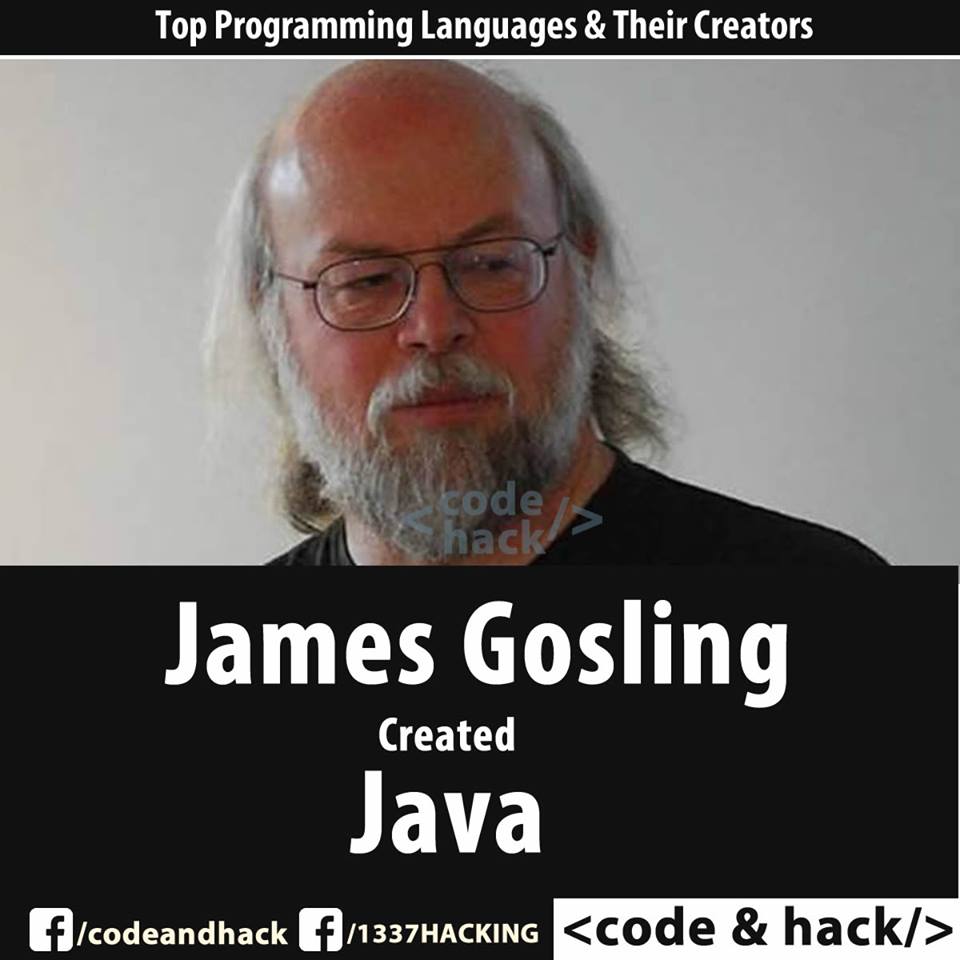 Top Programming Languages & Their Creators
<code
hack/>
James Gosling
Created
Java
/codeandhack /1337HACKING <code & hack/>